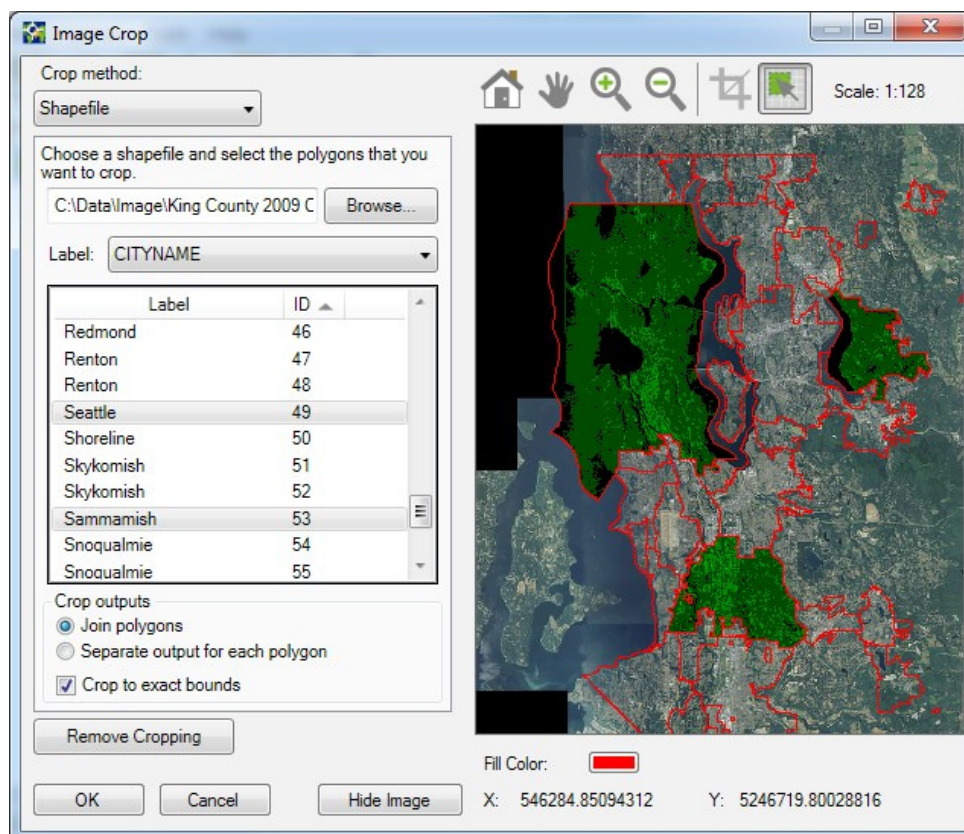 Image Crop
Crop method:
Shapefile
Scale: 1:128
Choose a shapefile and select the polygons that you
want to crop.
C:\Data\Image\King County 2009 C
Browse...
Label: CITYNAME
Label ID
Redmond 46
Renton 47
Renton 48
Seattle 49
Shoreline 50
Skykomish 51
Skykomish 52
Sammamish 53
Snoqualmie 54
Snoqualmie 55
Crop outputs
Join polygons
Separate output for each polygon
Crop to exact bounds
Remove Cropping
Fill Color:
OK Cancel Hide Image
X: 546284.85094312 Y: 5246719.80028816